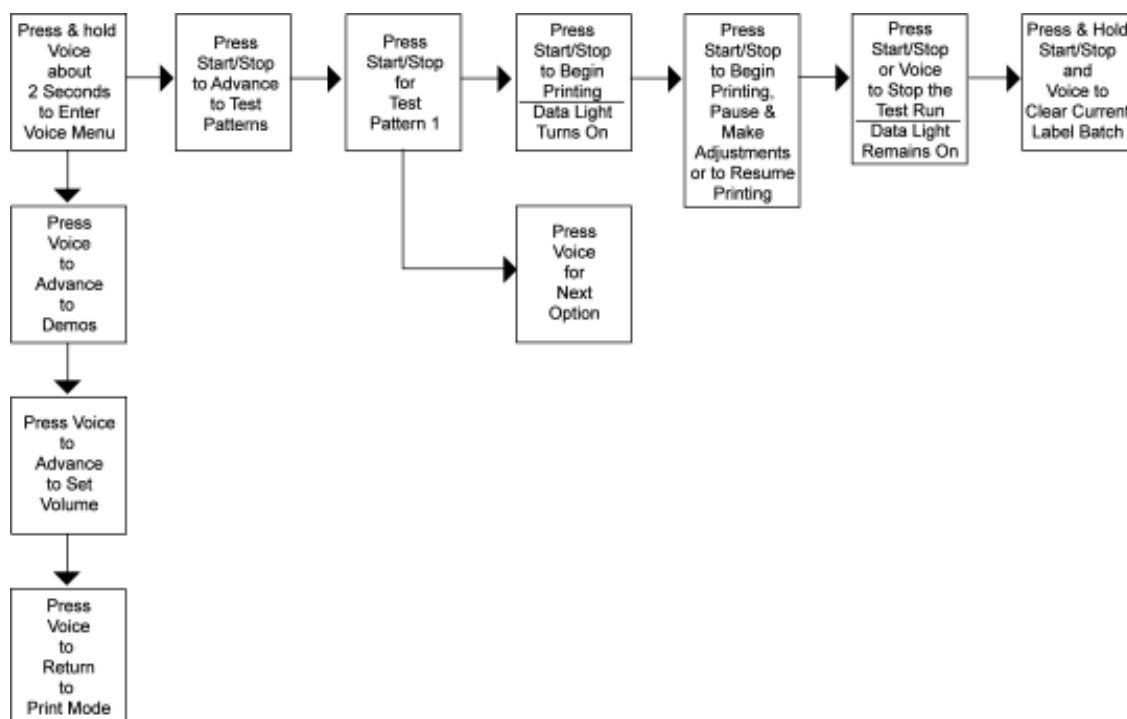 Press & hold
Voice
about
2 Seconds
to Enter
Voice Menu
Press
Start/Stop
to Advance
to Test
Patterns
Press
Start/Stop
for
Test
Pattern 1
Press
Start/Stop
to Begin
Printing
Data Light
Turns On
Press
Start/Stop
to Begin
Printing,
Pause &
Make
Adjustments
or to Resume
Printing
Press
Start/Stop
or Voice
to Stop the
Test Run
Data Light
Remains On
Press & Hold
Start/Stop
and
Voice to
Clear Current
Label Batch
Press
Voice
to
Advance
to
Demos
Press
Voice
for
Next
Option
Press Voice
to
Advance
to Set
Volume
Press
Voice
to
Return
to
Print Mode